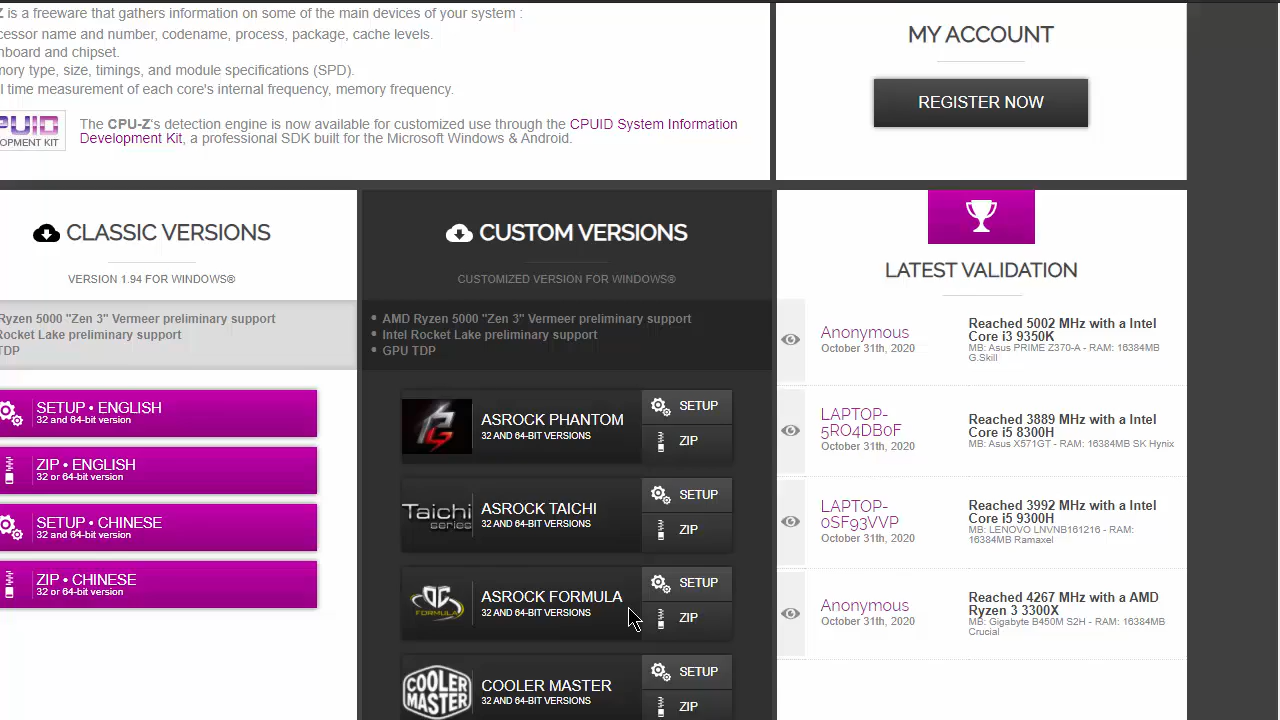 Z is a freeware that gathers information on some of the main devices of your system :
cessor name and number, codename, process, package, cache levels.
nboard and chipset.
mory type, size, timings, and module specifications (SPD).
l time measurement of each core's internal frequency, memory frequency.
PUID
OPMENT KIT
The CPU-Z's detection engine is now available for customized use through the CPUID System Information
Development Kit, a professional SDK built for the Microsoft Windows & Android.
MY ACCOUNT
REGISTER NOW
CLASSIC VERSIONS
VERSION 1.94 FOR WINDOWS®
Ryzen 5000 "Zen 3" Vermeer preliminary support
Rocket Lake preliminary support
TDP
SETUP • ENGLISH
32 and 64-bit version
ZIP • ENGLISH
32 or 64-bit version
SETUP • CHINESE
32 and 64-bit version
ZIP • CHINESE
32 or 64-bit version
CUSTOM VERSIONS
CUSTOMIZED VERSION FOR WINDOWS®
• AMD Ryzen 5000 "Zen 3" Vermeer preliminary support
• Intel Rocket Lake preliminary support
• GPU TDP
ASROCK PHANTOM
32 AND 64-BIT VERSIONS
SETUP
ZIP
Taichi
series
ASROCK TAICHI
32 AND 64-BIT VERSIONS
SETUP
ZIP
OC
FORMULA
ASROCK FORMULA
32 AND 64-BIT VERSIONS
SETUP
ZIP
COOLER
MASTER
COOLER MASTER
32 AND 64-BIT VERSIONS
SETUP
ZIP
LATEST VALIDATION
Anonymous
October 31th, 2020
Reached 5002 MHz with a Intel
Core i3 9350K
MB: Asus PRIME Z370-A - RAM: 16384MB
G.Skill
LAPTOP-
5RO4DB0F
October 31th, 2020
Reached 3889 MHz with a Intel
Core i5 8300H
MB: Asus X571GT - RAM: 16384MB SK Hynix
LAPTOP-
0SF93VVP
October 31th, 2020
Reached 3992 MHz with a Intel
Core i5 9300H
MB: LENOVO LNVNB161216 - RAM:
16384MB Ramaxel
Anonymous
October 31th, 2020
Reached 4267 MHz with a AMD
Ryzen 3 3300X
MB: Gigabyte B450M S2H - RAM: 16384MB
Crucial